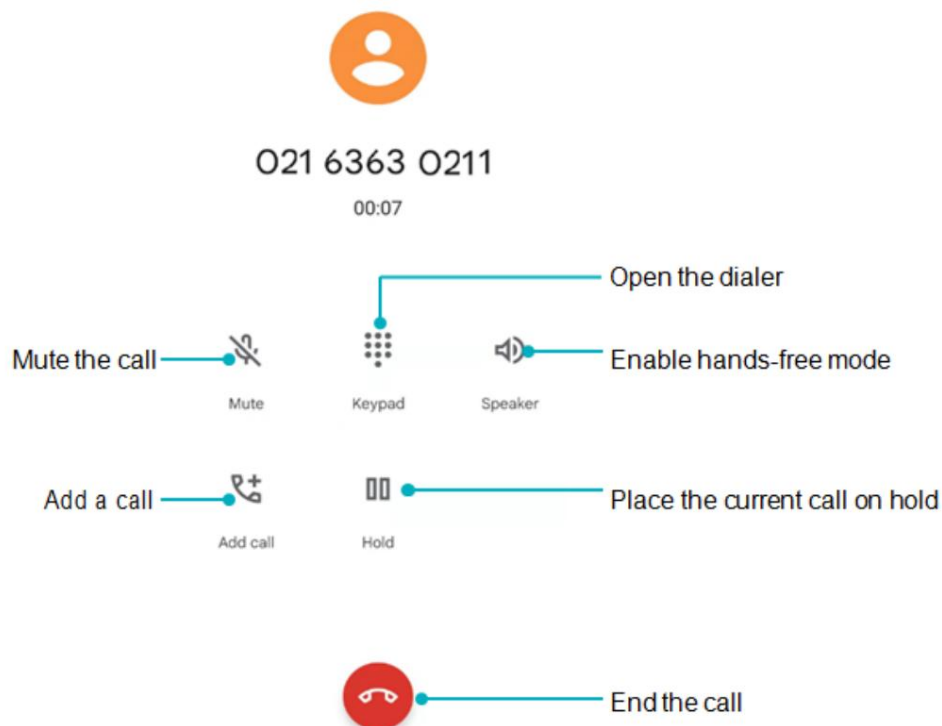 021 6363 0211
00:07
Open the dialer
Mute the call
Enable hands-free mode
Mute
Keypad
Speaker
Add a call
Place the current call on hold
Add call
Hold
End the call